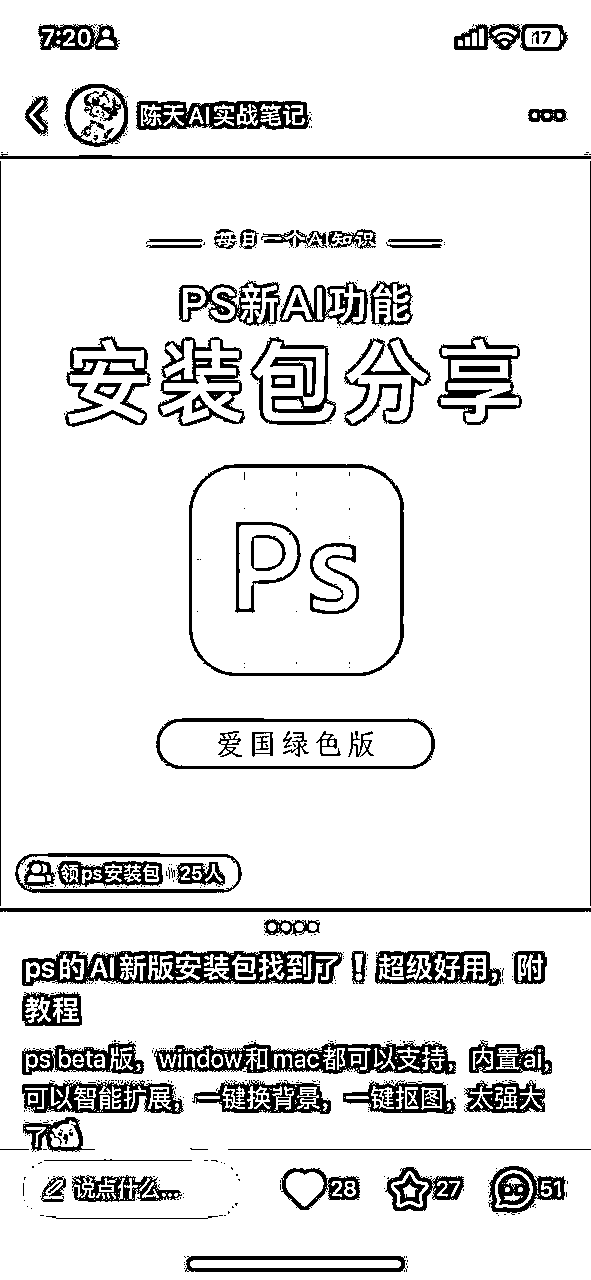 7:20
17
陈天AI实战笔记
每日一个AI知识
PS新AI功能
安装包分享
Ps
爱国绿色版
领ps安装包 25人
ps的AI新版安装包找到了！超级好用，附
教程
ps beta版，window和mac都可以支持，内置ai，
可以智能扩展，一键换背景，一键抠图，太强大
了
说点什么...
28
27
51